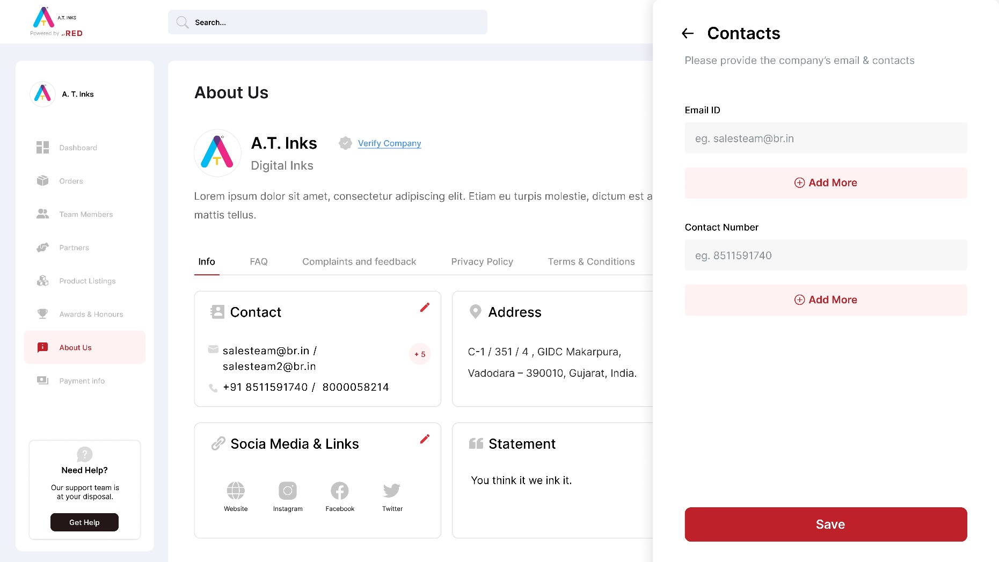 A.T. INKS
Powered by RED
Search...
A. T. Inks
Dashboard
Orders
Team Members
Partners
Product Listings
Awards & Honours
About Us
Payment info
?
Need Help?
Our support team is
at your disposal.
Get Help
About Us
A.T. Inks
Verify Company
Digital Inks
Lorem ipsum dolor sit amet, consectetur adipiscing elit. Etiam eu turpis molestie, dictum est a
mattis tellus.
Info
FAQ
Complaints and feedback
Privacy Policy
Terms & Conditions
Contact
salesteam@br.in /
salesteam2@br.in
+ 5
+91 8511591740 / 8000058214
Address
C-1 / 351 / 4 , GIDC Makarpura,
Vadodara – 390010, Gujarat, India.
Socia Media & Links
Website
Instagram
Facebook
Twitter
Statement
You think it we ink it.
Contacts
Please provide the company’s email & contacts
Email ID
eg. salesteam@br.in
Add More
Contact Number
eg. 8511591740
Add More
Save